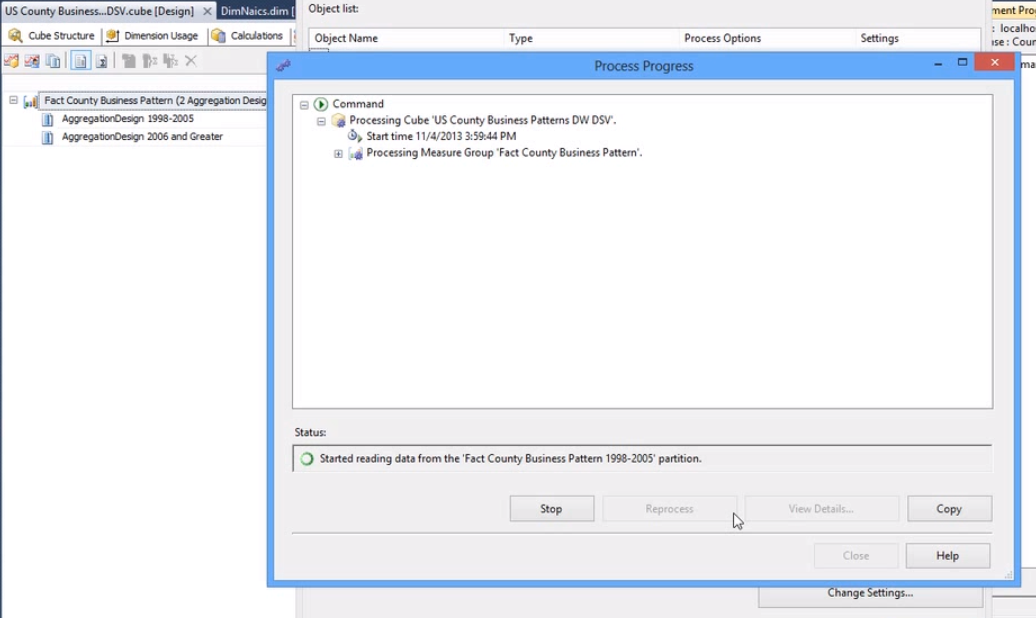 US County Business...DSV.cube [Design]
DimNaics.dim [
Object list:
ment Pro
Cube Structure
Dimension Usage
Calculations
Object Name
Type
Process Options
Settings
: localho
se : Coun
Process Progress
Fact County Business Pattern (2 Aggregation Desig
AggregationDesign 1998-2005
AggregationDesign 2006 and Greater
Command
Processing Cube 'US County Business Patterns DW DSV'.
Start time 11/4/2013 3:59:44 PM
Processing Measure Group 'Fact County Business Pattern'.
Status:
Started reading data from the 'Fact County Business Pattern 1998-2005' partition.
Stop
Reprocess
View Details...
Copy
Close
Help
Change Settings...